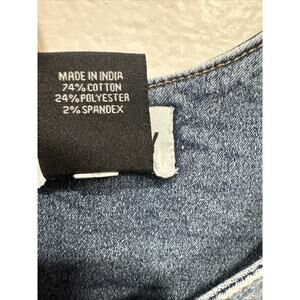 MADE IN INDIA
74% COTTON
24% POLYESTER
2% SPANDEX